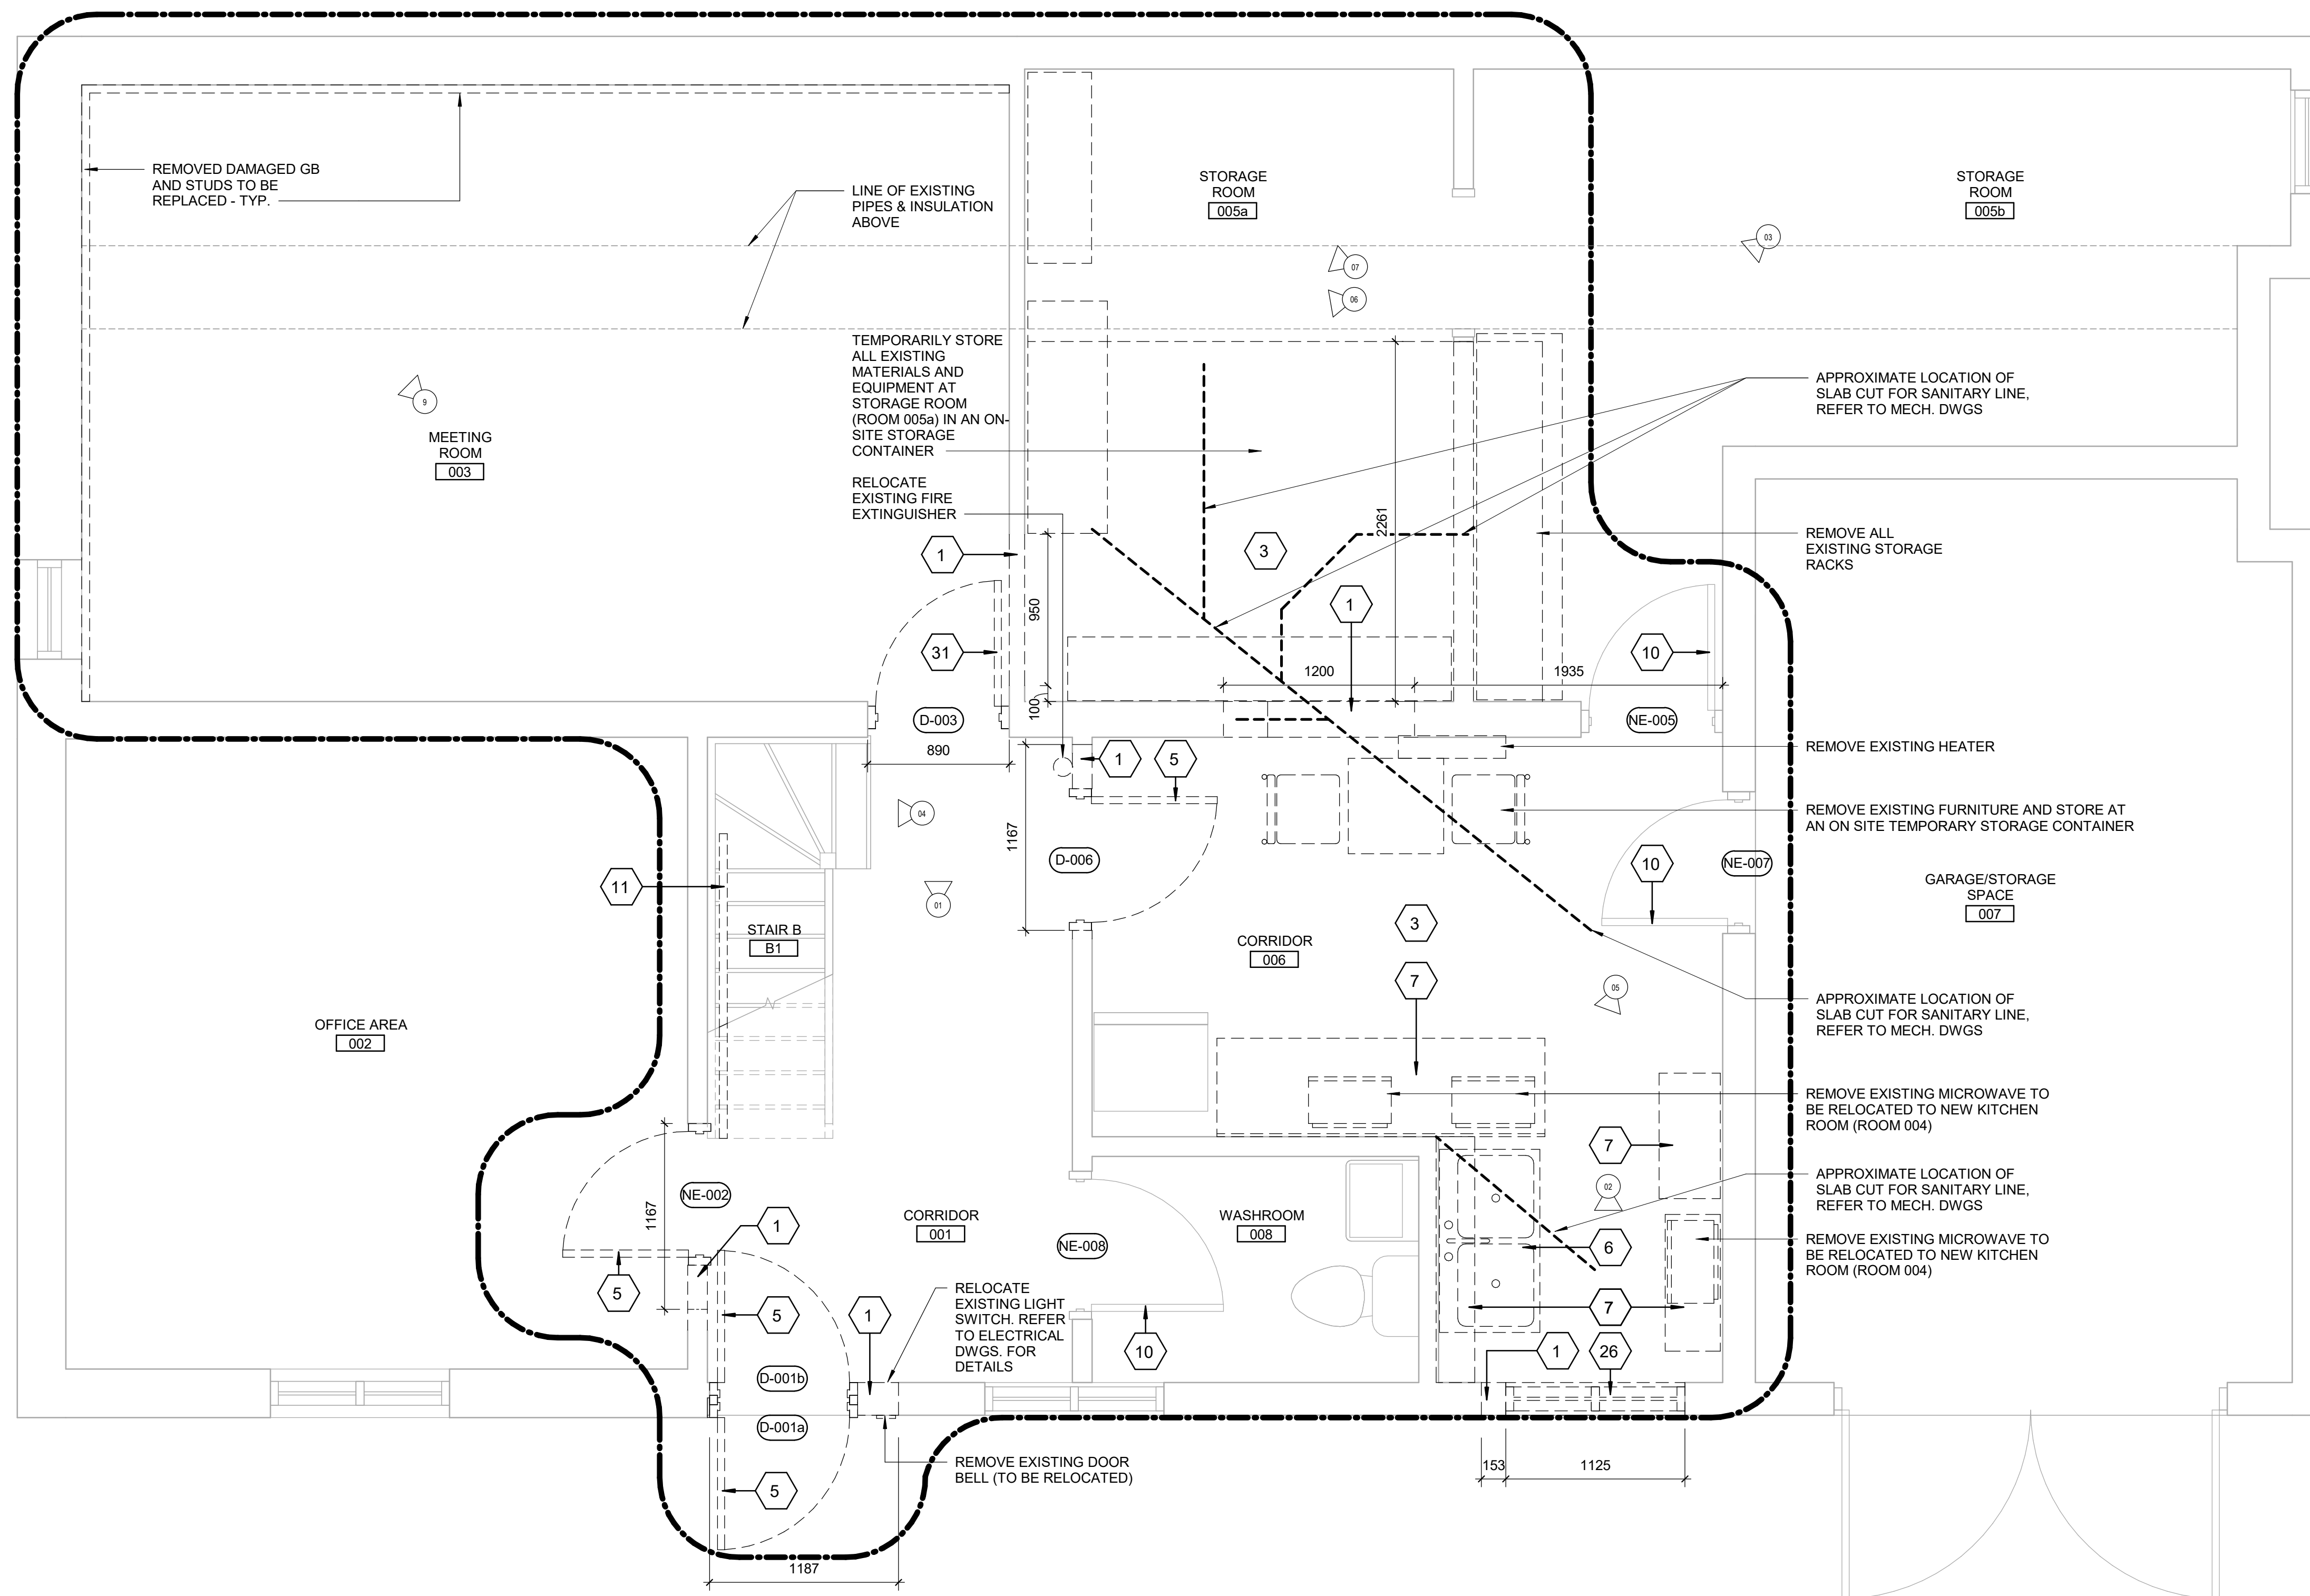 REMOVED DAMAGED GB
AND STUDS TO BE
REPLACED - TYP.
LINE OF EXISTING
PIPES & INSULATION
ABOVE
STORAGE
ROOM
005a
STORAGE
ROOM
005b
03
07
06
TEMPORARILY STORE
ALL EXISTING
MATERIALS AND
EQUIPMENT AT
STORAGE ROOM
(ROOM 005a) IN AN ON-
SITE STORAGE
CONTAINER
APPROXIMATE LOCATION OF
SLAB CUT FOR SANITARY LINE,
REFER TO MECH. DWGS
9
MEETING
ROOM
003
RELOCATE
EXISTING FIRE
EXTINGUISHER
2261
REMOVE ALL
EXISTING STORAGE
RACKS
1
3
950
1
31
10
1200
1935
100
D-003
NE-005
890
1
5
REMOVE EXISTING HEATER
04
1167
REMOVE EXISTING FURNITURE AND STORE AT
AN ON SITE TEMPORARY STORAGE CONTAINER
D-006
10
NE-007
11
01
GARAGE/STORAGE
SPACE
007
STAIR B
B1
3
CORRIDOR
006
7
05
APPROXIMATE LOCATION OF
SLAB CUT FOR SANITARY LINE,
REFER TO MECH. DWGS
OFFICE AREA
002
REMOVE EXISTING MICROWAVE TO
BE RELOCATED TO NEW KITCHEN
ROOM (ROOM 004)
7
APPROXIMATE LOCATION OF
SLAB CUT FOR SANITARY LINE,
REFER TO MECH. DWGS
02
NE-002
1167
1
CORRIDOR
001
NE-008
WASHROOM
008
6
REMOVE EXISTING MICROWAVE TO
BE RELOCATED TO NEW KITCHEN
ROOM (ROOM 004)
5
5
1
RELOCATE
EXISTING LIGHT
SWITCH. REFER
TO ELECTRICAL
DWGS. FOR
DETAILS
7
10
1
26
D-001b
D-001a
REMOVE EXISTING DOOR
BELL (TO BE RELOCATED)
153
1125
5
1187